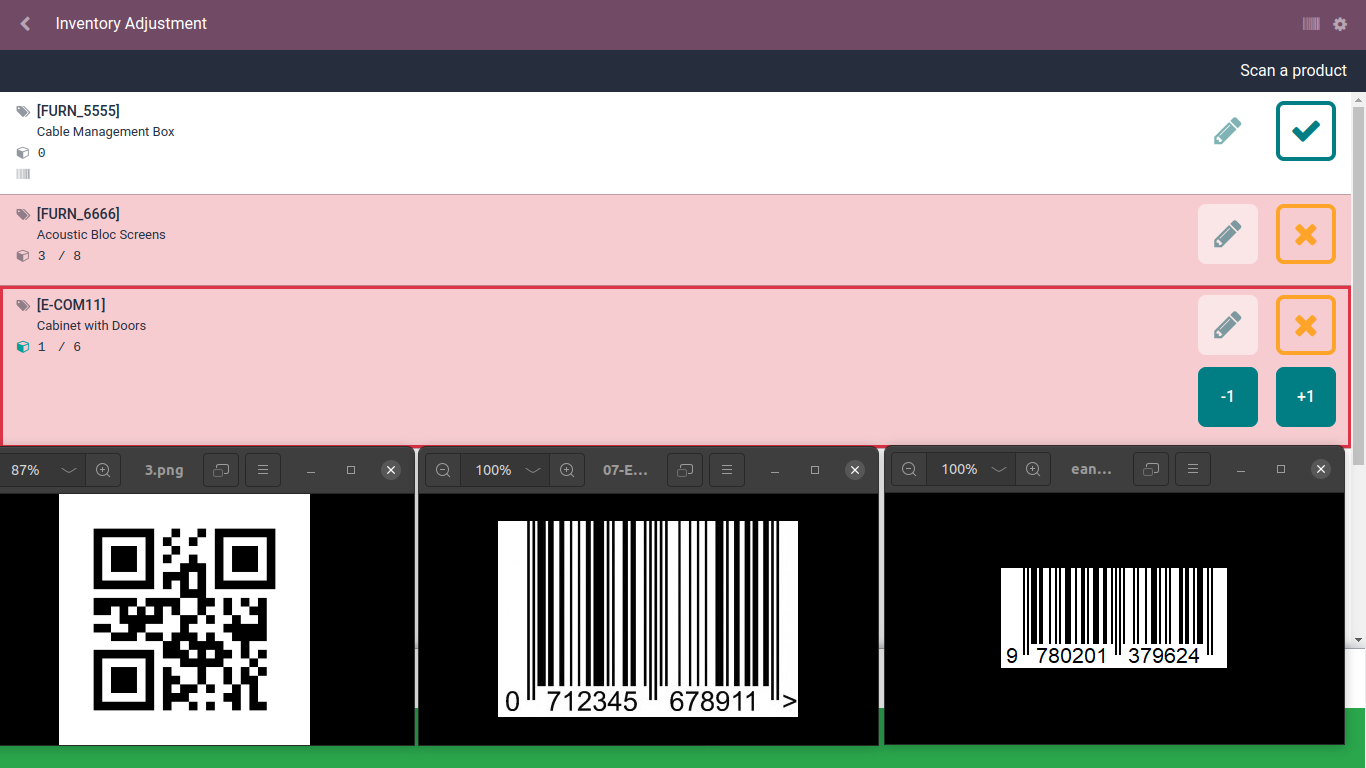 Inventory Adjustment
Scan a product
[FURN_5555]
Cable Management Box
0
[FURN_6666]
Acoustic Bloc Screens
3 / 8
[E-COM11]
Cabinet with Doors
1 / 6
-1 +1
87% 3.png
100% 07-E...
100% ean...
0 712345 678911 >
9 780201 379624